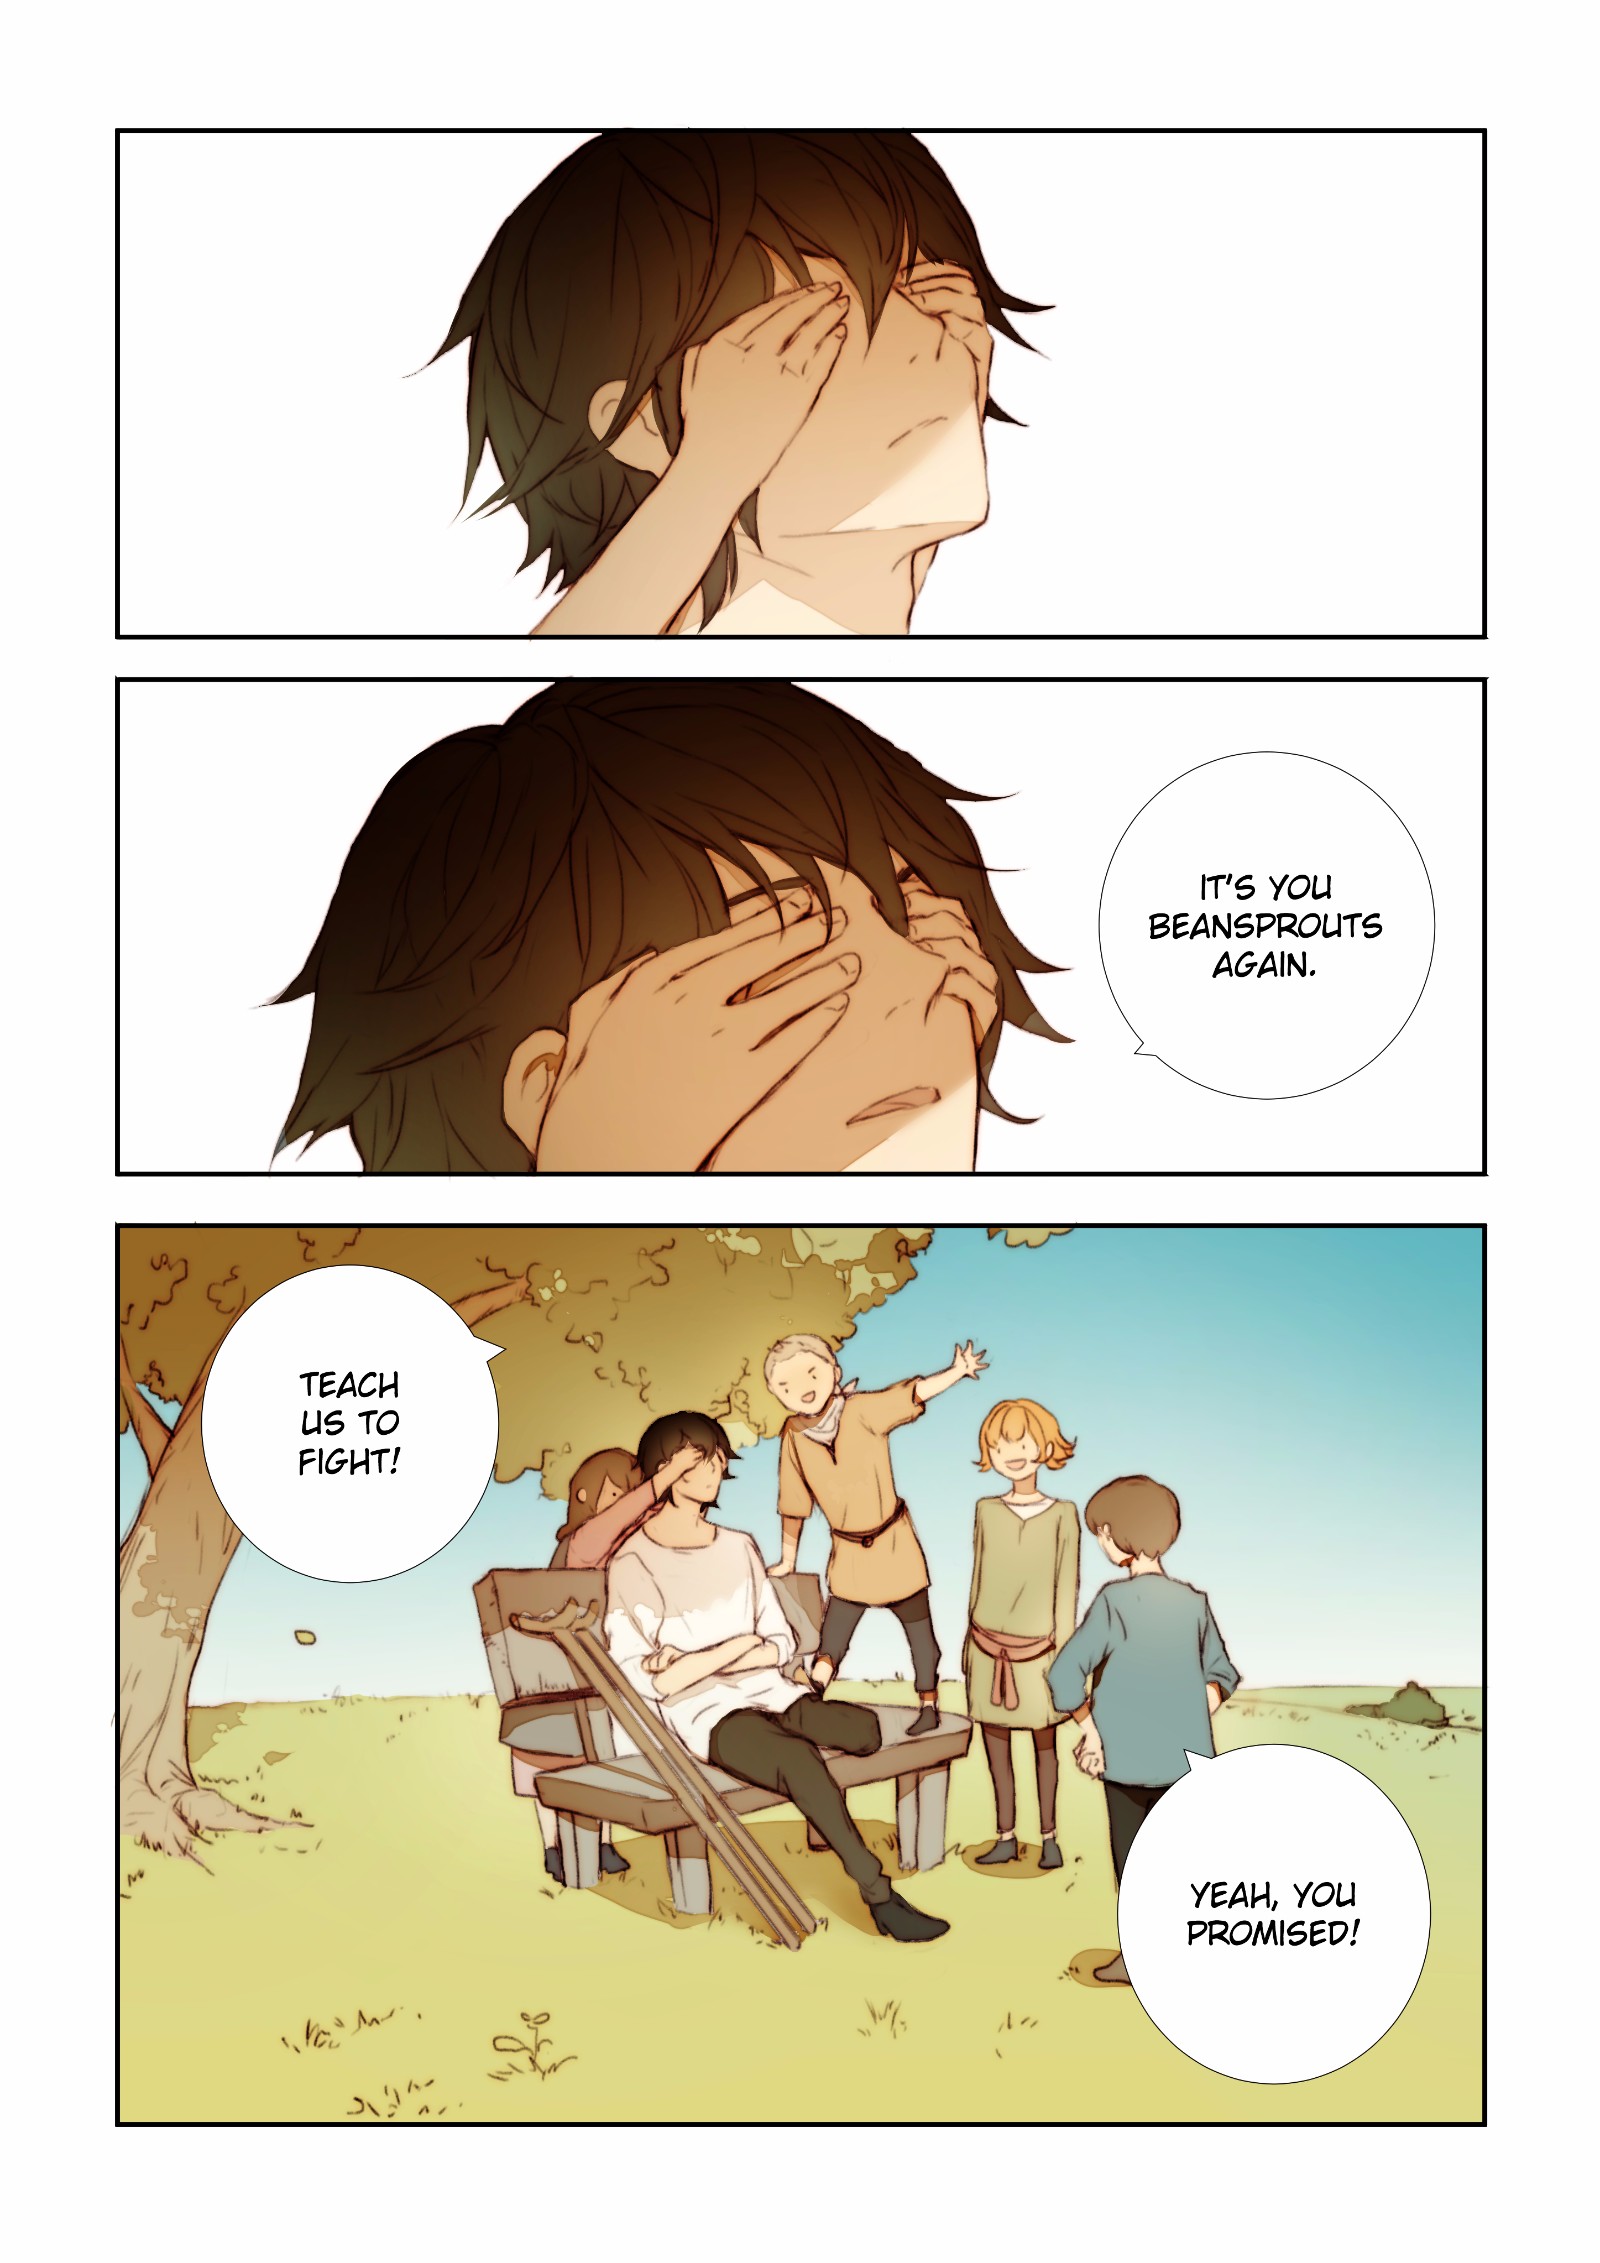 IT'S YOU
BEANSPROUTS
AGAIN.
TEACH
US TO
FIGHT!
YEAH, YOU
PROMISED!